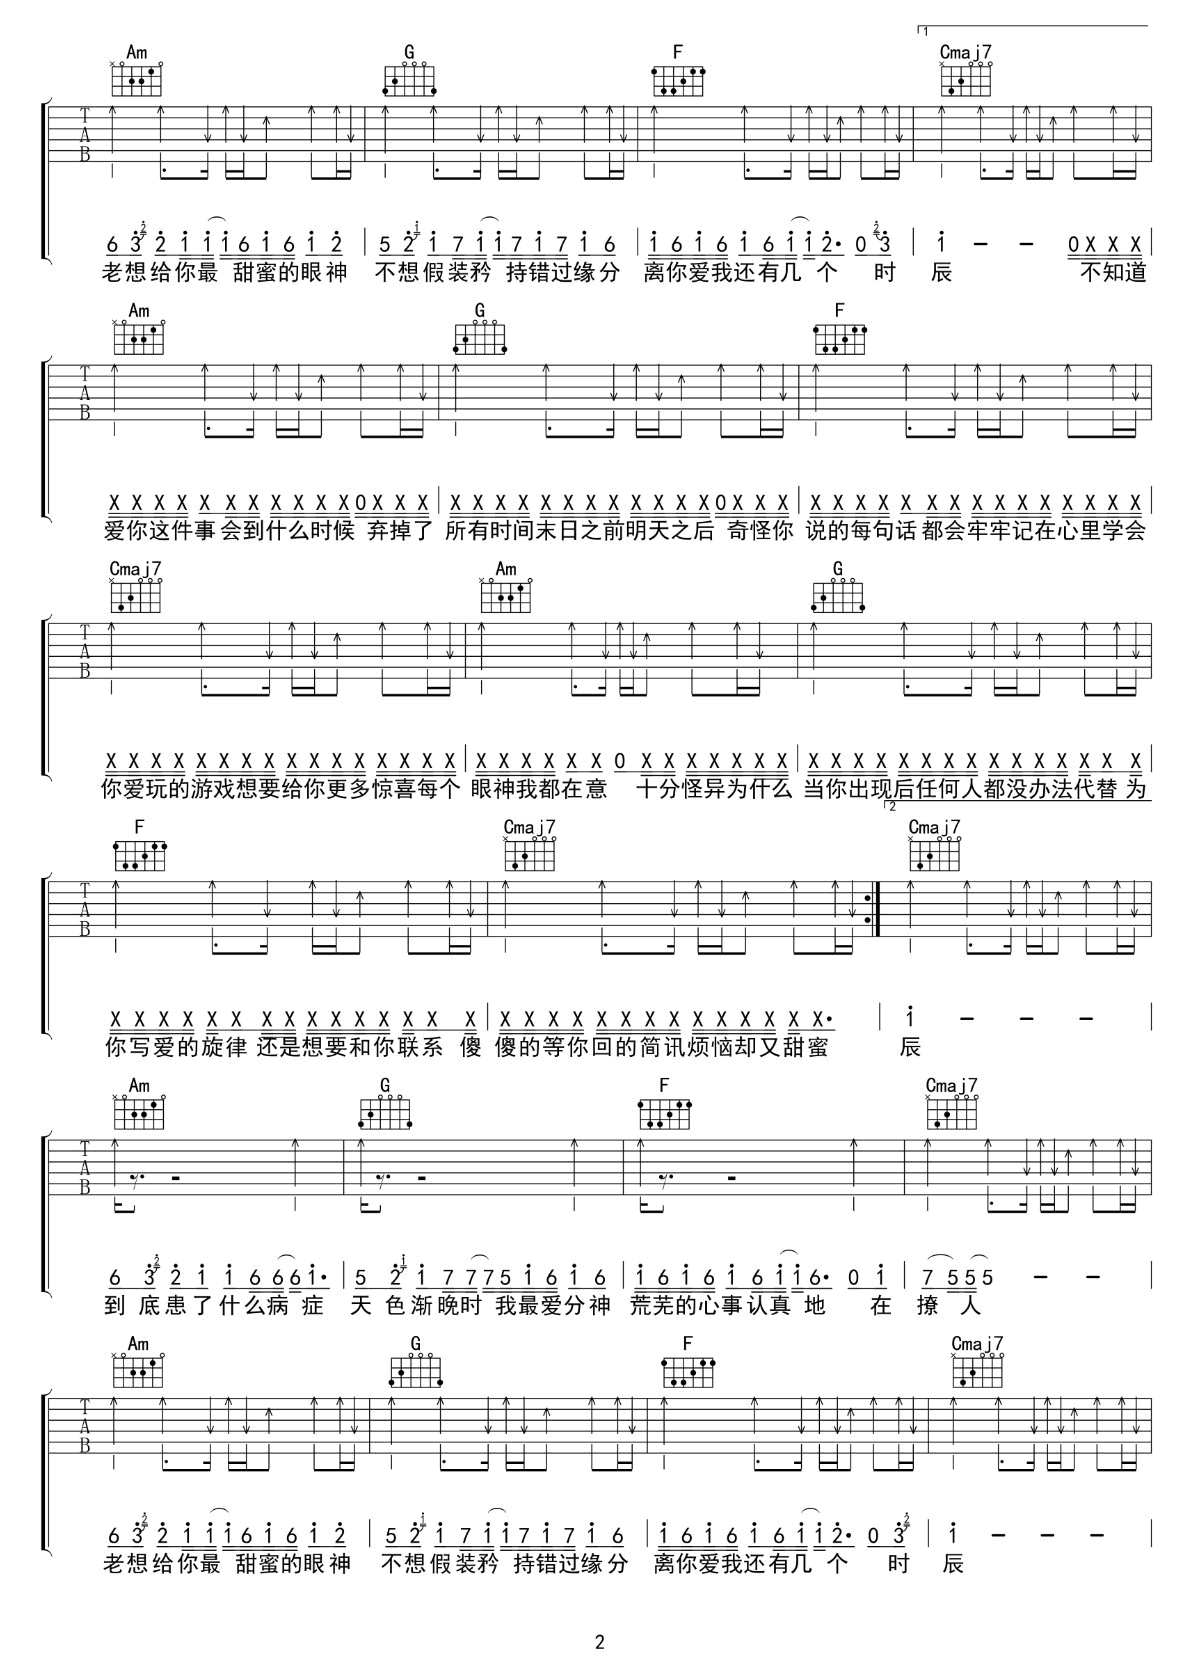 1
Am G F Cmaj7
6 3 2 1 1 1 6 1 6 1 2 5 2 1 7 1 1 7 1 7 1 6 1 6 1 6 1 6 1 1 2· 0 3 1 – – 0 X X X
老想给你最 甜蜜的眼神 不想假装矜 持错过缘分 离你爱我还有几 个 时 辰 不知道
Am G F
X X X X X X X X X X X 0 X X X X X X X X X X X X X X X 0 X X X X X X X X X X X X X X X X X X
爱你这件事会到什么时候 弃掉了 所有时间末日之前明天之后 奇怪你 说的每句话都会牢牢记在心里学会
Cmaj7 Am G
X X X X X X X X X X X X X X X X X X X X X X 0 X X X X X X X X X X X X X X X X X X X X X X
你爱玩的游戏想要给你更多惊喜每个 眼神我都在意 十分怪异为什么 当你出现后任何人都没办法代替 为
2
F Cmaj7 Cmaj7
X X X X X X X X X X X X X X X X X X X X X X X X X X X X X X· 1 – – –
你写爱的旋律 还是想要和你联系 傻 傻的等你回的简讯烦恼却又甜蜜 辰
Am G F Cmaj7
6 3 2 1 1 6 6 6 1· 5 2 1 7 7 7 5 1 6 1 6 1 6 1 6 1 6 1 1 6· 0 1 7 5 5 5 – –
到 底患了什么病 症 天 色渐晚时 我最爱分神 荒芜的心事认真 地 在 撩 人
Am G F Cmaj7
6 3 2 1 1 1 6 1 6 1 2 5 2 1 7 1 1 7 1 7 1 6 1 6 1 6 1 6 1 1 2· 0 3 1 – – –
老想给你最 甜蜜的眼神 不想假装矜 持错过缘分 离你爱我还有几 个 时 辰
2